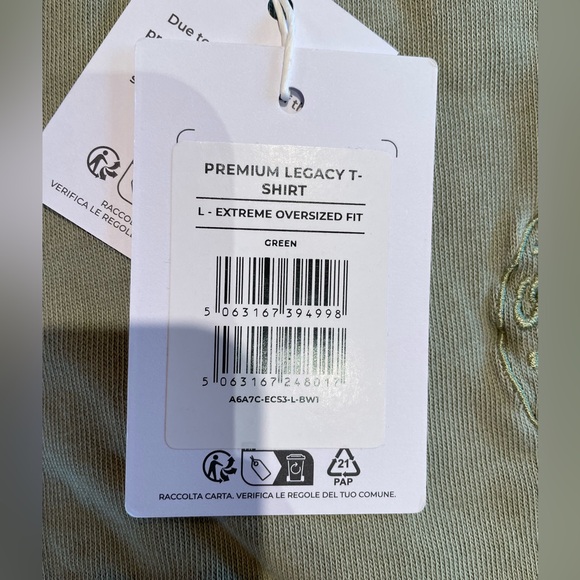 Due to
RACCOL
VERIFICA LE REGOLE
PREMIUM LEGACY T-
SHIRT
L - EXTREME OVERSIZED FIT
GREEN
5 063167 394998
5 063167 248017
A6A7C-ECS3-L-BW1
21
PAP
RACCOLTA CARTA. VERIFICA LE REGOLE DEL TUO COMUNE.